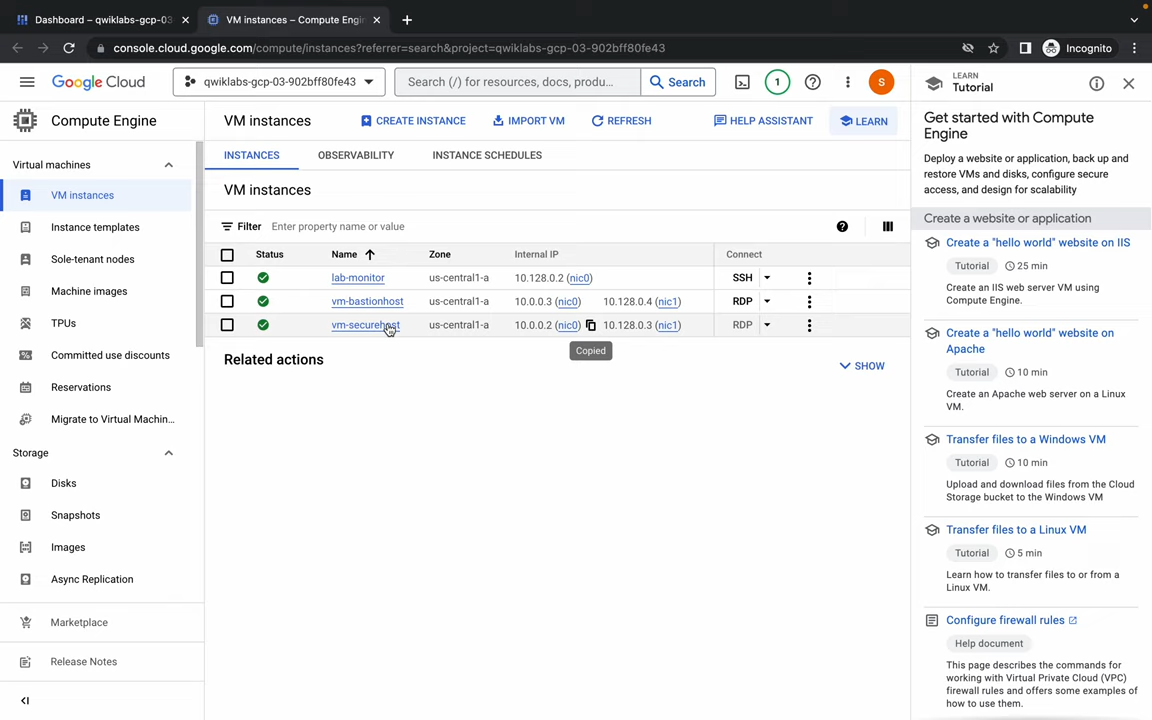 Dashboard – qwiklabs-gcp-03
VM instances – Compute Engin
console.cloud.google.com/compute/instances?referrer=search&project=qwiklabs-gcp-03-902bff80fe43
Incognito
Google Cloud
qwiklabs-gcp-03-902bff80fe43
Search (/) for resources, docs, produ...
Search
1
S
LEARN
Tutorial
Compute Engine
VM instances
CREATE INSTANCE
IMPORT VM
REFRESH
HELP ASSISTANT
LEARN
INSTANCES
OBSERVABILITY
INSTANCE SCHEDULES
Virtual machines
VM instances
Instance templates
Sole-tenant nodes
Machine images
TPUs
Committed use discounts
Reservations
Migrate to Virtual Machin...
Storage
Disks
Snapshots
Images
Async Replication
Marketplace
Release Notes
VM instances
Filter Enter property name or value
Status Name Zone Internal IP Connect
lab-monitor us-central1-a 10.128.0.2 (nic0) SSH
vm-bastionhost us-central1-a 10.0.0.3 (nic0) 10.128.0.4 (nic1) RDP
vm-securehost us-central1-a 10.0.0.2 (nic0) 10.128.0.3 (nic1) RDP
Copied
Related actions
SHOW
Get started with Compute
Engine
Deploy a website or application, back up and
restore VMs and disks, configure secure
access, and design for scalability
Create a website or application
Create a "hello world" website on IIS
Tutorial 25 min
Create an IIS web server VM using
Compute Engine.
Create a "hello world" website on
Apache
Tutorial 10 min
Create an Apache web server on a Linux
VM.
Transfer files to a Windows VM
Tutorial 10 min
Upload and download files from the Cloud
Storage bucket to the Windows VM
Transfer files to a Linux VM
Tutorial 5 min
Learn how to transfer files to or from a
Linux VM.
Configure firewall rules
Help document
This page describes the commands for
working with Virtual Private Cloud (VPC)
firewall rules and offers some examples of
how to use them.